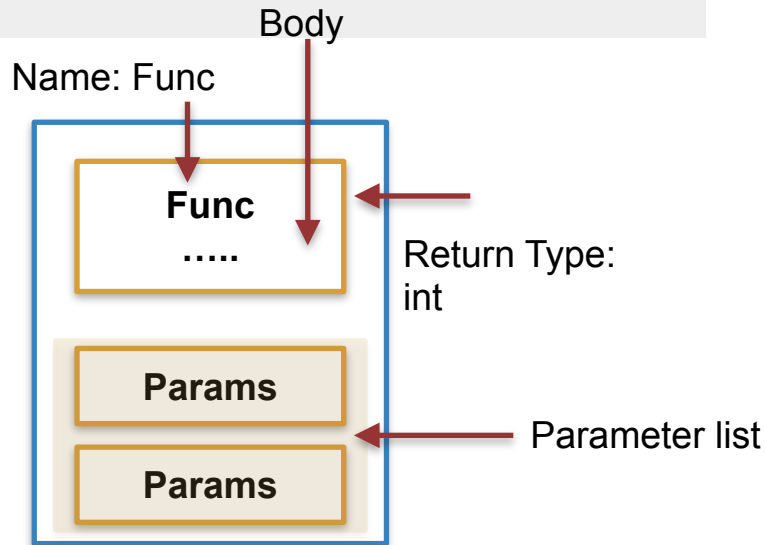 Body
Name: Func
Func
.....
Return Type:
int
Params
Parameter list
Params